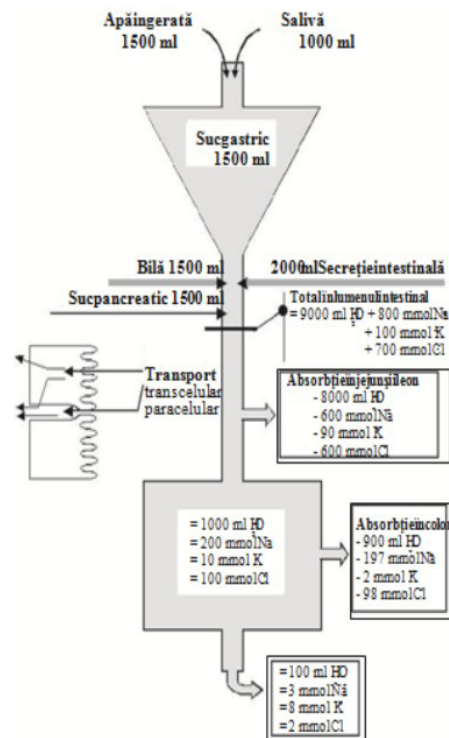 Apăingerată
1500 ml
Salivă
1000 ml
Sucgastric
1500 ml
Bilă 1500 ml
2000mlSecrețieintestinală
Sucpancreatic 1500 ml
Totalînlumenulintestinal
= 9000 ml H₂O + 800 mmolNa
+ 100 mmol K
+ 700 mmolCl
Transport
transcelular
paracelular
Absorbțieînjejunșiileon
- 8000 ml H₂O
- 600 mmolNa
- 90 mmol K
- 600 mmolCl
= 1000 ml H₂O
= 200 mmolNa
= 10 mmol K
= 100 mmolCl
Absorbțieîncolon
- 900 ml H₂O
- 197 mmolNa
- 2 mmol K
- 98 mmolCl
=100 ml H₂O
=3 mmolNa
=8 mmol K
=2 mmolCl